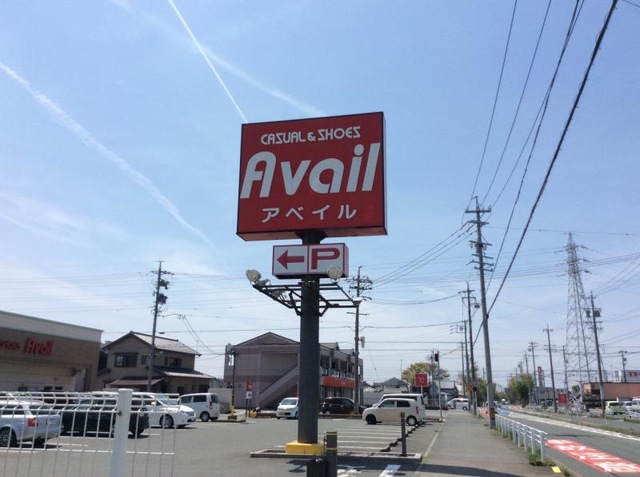 CASUAL & SHOES
Avail
アベイル
← P
Avail